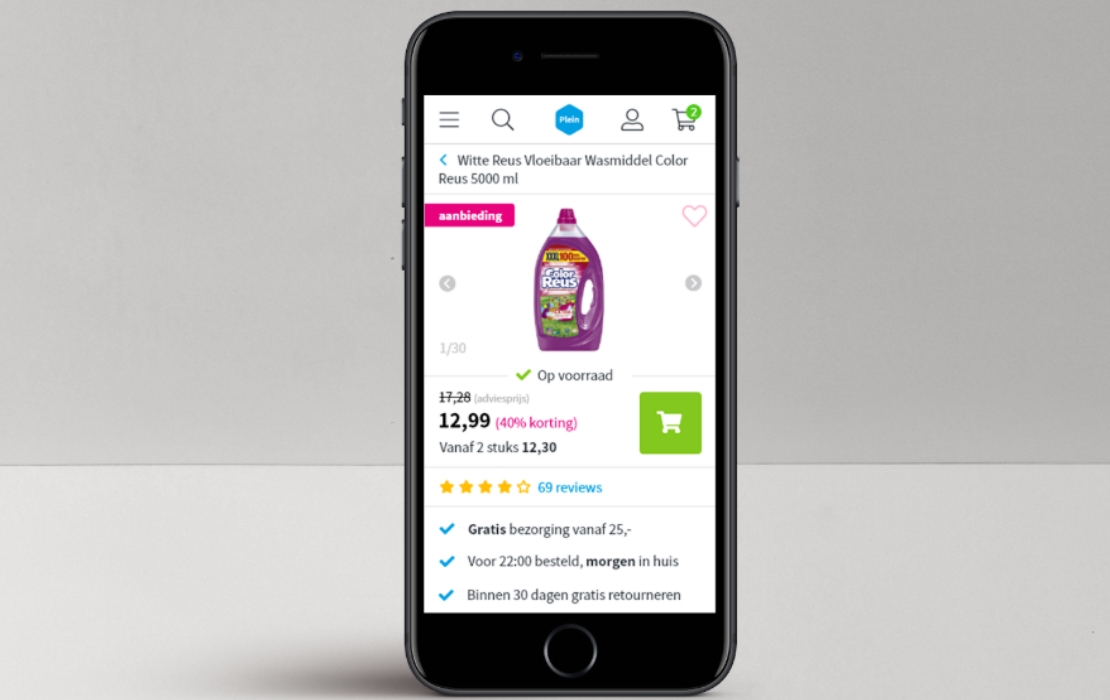 Plein
2
Witte Reus Vloeibaar Wasmiddel Color
Reus 5000 ml
aanbieding
XXXL 100
Color
Reus
1/30
Op voorraad
17,28 (adviesprijs)
12,99 (40% korting)
Vanaf 2 stuks 12,30
69 reviews
Gratis bezorging vanaf 25,-
Voor 22:00 besteld, morgen in huis
Binnen 30 dagen gratis retourneren